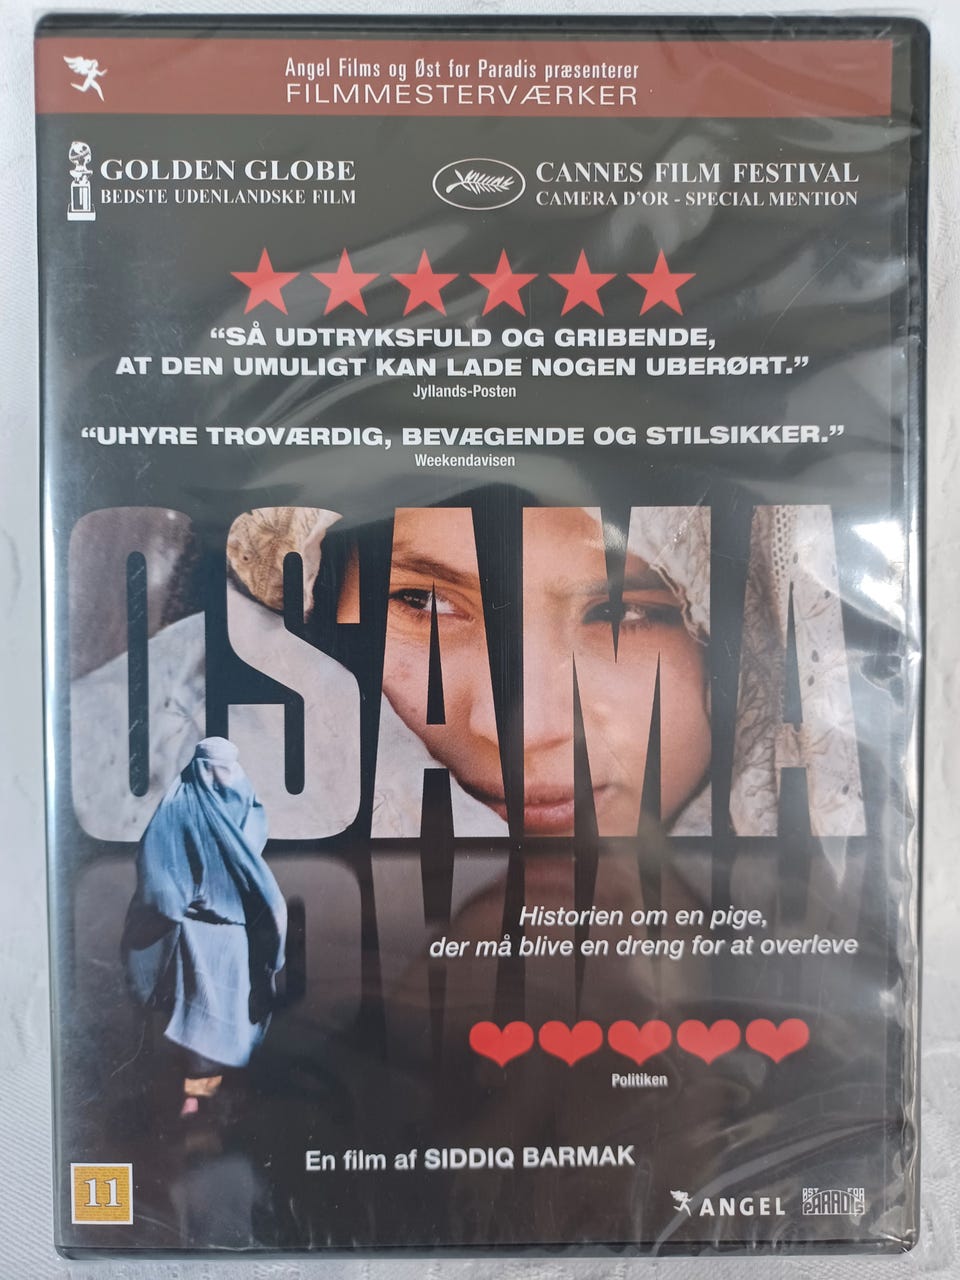 Angel Films og Øst for Paradis præsenterer
FILMMESTERVÆRKER
GOLDEN GLOBE
BEDSTE UDENLANDSKE FILM
CANNES FILM FESTIVAL
CAMERA D'OR - SPECIAL MENTION
“SÅ UDTRYKSFULD OG GRIBENDE,
AT DEN UMULIGT KAN LADE NOGEN UBERØRT.”
Jyllands-Posten
“UHYRE TROVÆRDIG, BEVÆGENDE OG STILSIKKER.”
Weekendavisen
OSAMA
Historien om en pige,
der må blive en dreng for at overleve
Politiken
En film af SIDDIQ BARMAK
11
ANGEL
ØST FOR
PARADIS